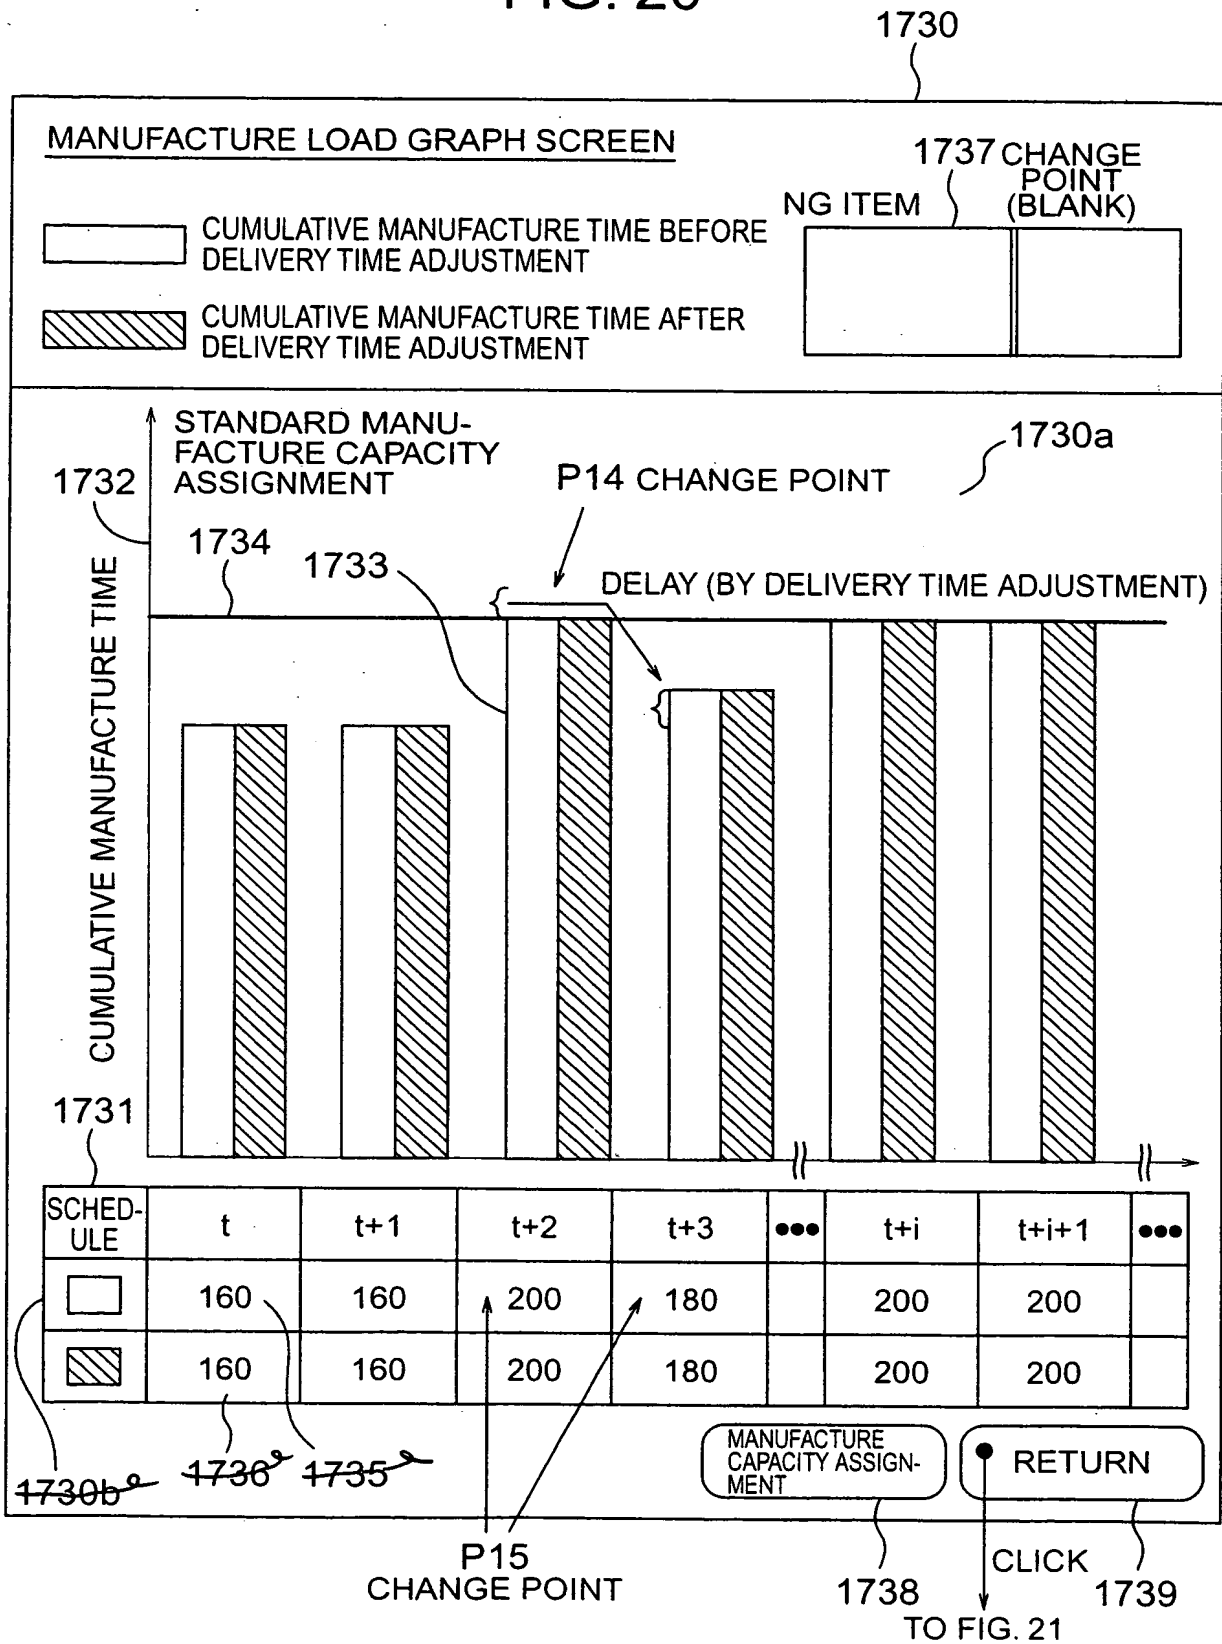 FIG. 20
1730
MANUFACTURE LOAD GRAPH SCREEN
1737 CHANGE
POINT
NG ITEM (BLANK)
CUMULATIVE MANUFACTURE TIME BEFORE
DELIVERY TIME ADJUSTMENT
CUMULATIVE MANUFACTURE TIME AFTER
DELIVERY TIME ADJUSTMENT
STANDARD MANU-
FACTURE CAPACITY
ASSIGNMENT
1730a
1732
P14 CHANGE POINT
1734
1733
DELAY (BY DELIVERY TIME ADJUSTMENT)
CUMULATIVE MANUFACTURE TIME
1731
SCHED-
ULE
t t+1 t+2 t+3 ••• t+i t+i+1 •••
160 160 200 180 200 200
160 160 200 180 200 200
1730b 1736 1735
MANUFACTURE
CAPACITY ASSIGN-
MENT
RETURN
P15
CHANGE POINT
1738
CLICK
1739
TO FIG. 21